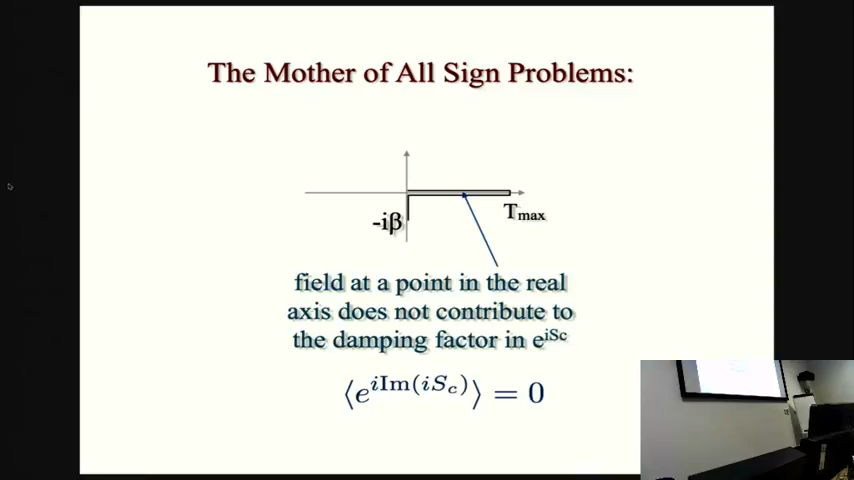 The Mother of All Sign Problems:
-iβ
Tmax
field at a point in the real
axis does not contribute to
the damping factor in e^{iSc}
⟨e^{iIm(iS_c)}⟩ = 0